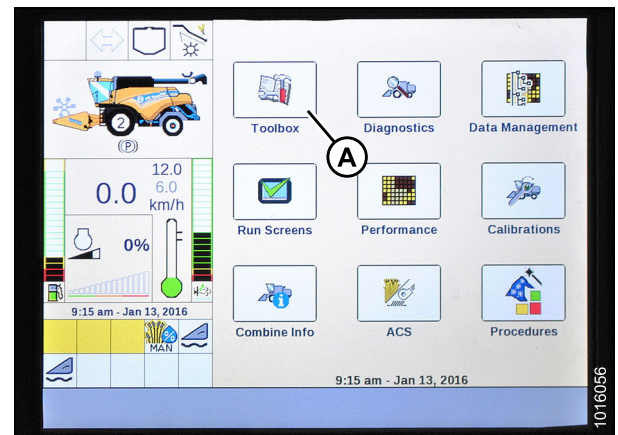 2
(P)
12.0
6.0
0.0
km/h
0%
9:15 am - Jan 13, 2016
MAN
Toolbox
Diagnostics
Data Management
A
Run Screens
Performance
Calibrations
Combine Info
ACS
Procedures
9:15 am - Jan 13, 2016
1016056